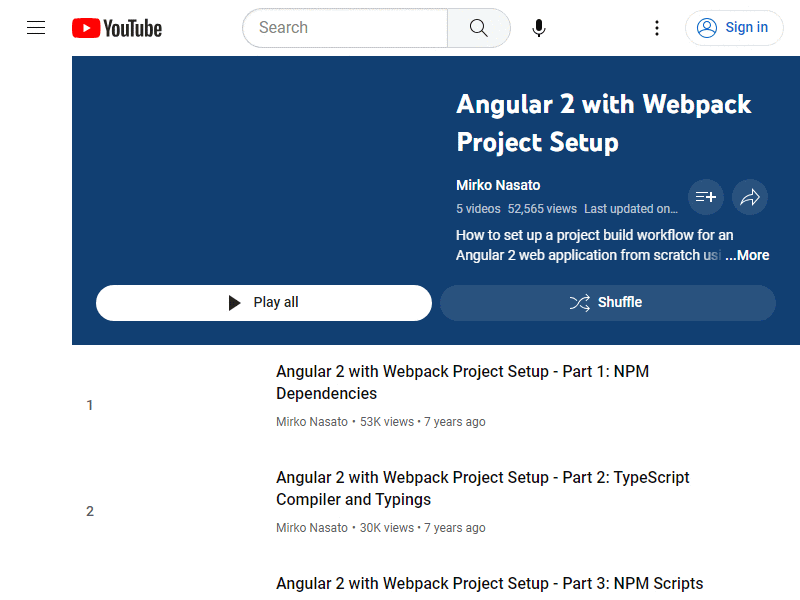 YouTube
Search
Sign in
Angular 2 with Webpack
Project Setup
Mirko Nasato
5 videos 52,565 views Last updated on…
How to set up a project build workflow for an
Angular 2 web application from scratch usi ...More
Play all
Shuffle
1
Angular 2 with Webpack Project Setup - Part 1: NPM
Dependencies
Mirko Nasato • 53K views • 7 years ago
2
Angular 2 with Webpack Project Setup - Part 2: TypeScript
Compiler and Typings
Mirko Nasato • 30K views • 7 years ago
Angular 2 with Webpack Project Setup - Part 3: NPM Scripts